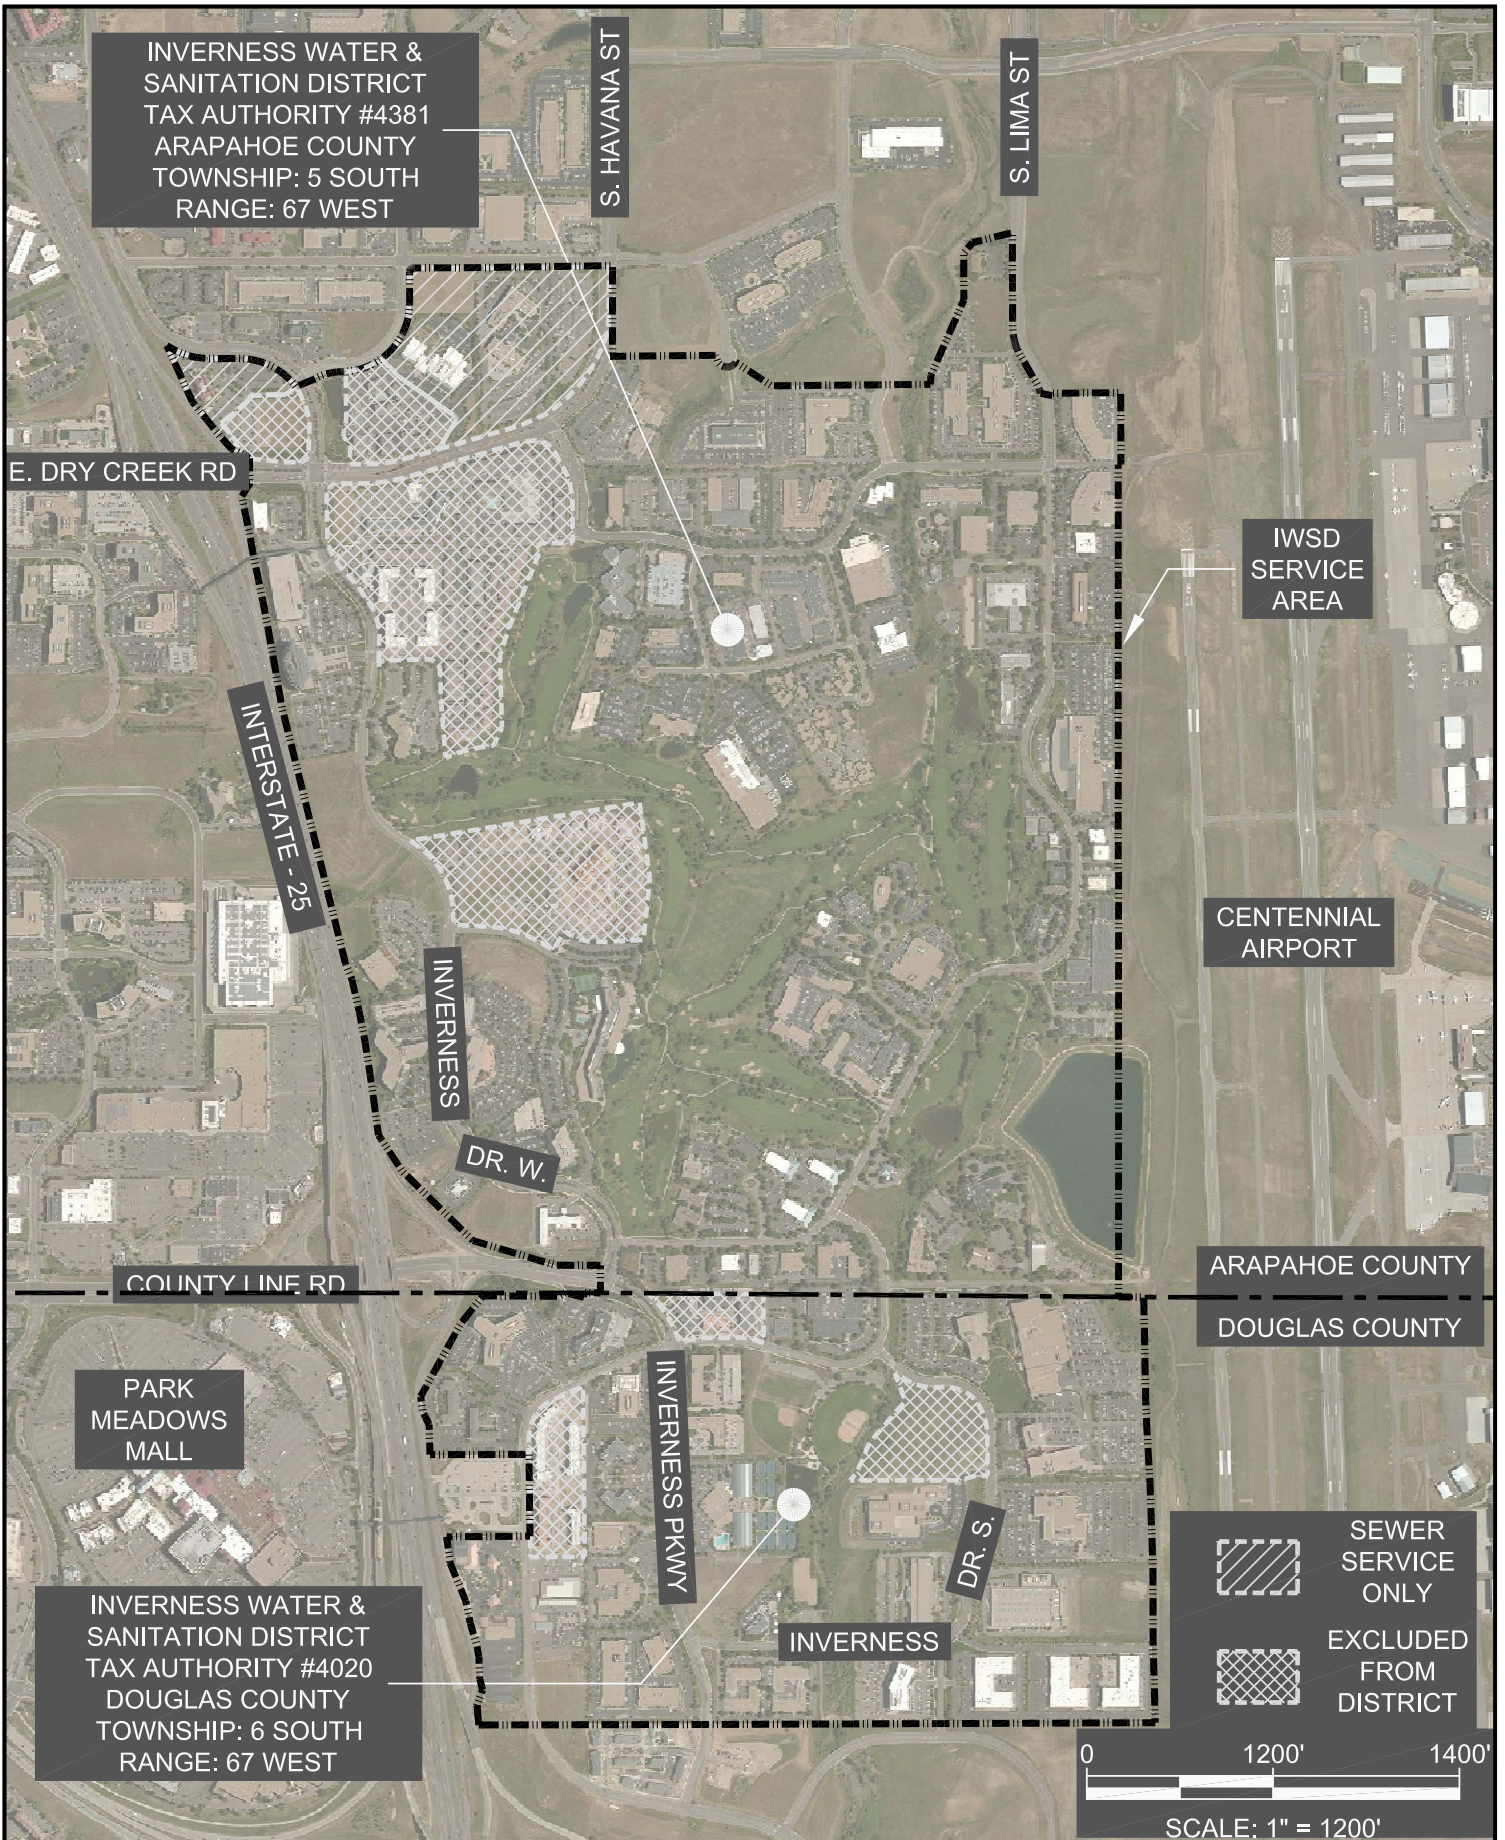 INVERNESS WATER &
SANITATION DISTRICT
TAX AUTHORITY #4381
ARAPAHOE COUNTY
TOWNSHIP: 5 SOUTH
RANGE: 67 WEST
S. HAVANA ST
S. LIMA ST
E. DRY CREEK RD
IWSD
SERVICE
AREA
INTERSTATE - 25
CENTENNIAL
AIRPORT
INVERNESS
DR. W.
COUNTY LINE RD
ARAPAHOE COUNTY
DOUGLAS COUNTY
PARK
MEADOWS
MALL
INVERNESS PKWY
DR. S.
INVERNESS
INVERNESS WATER &
SANITATION DISTRICT
TAX AUTHORITY #4020
DOUGLAS COUNTY
TOWNSHIP: 6 SOUTH
RANGE: 67 WEST
SEWER
SERVICE
ONLY
EXCLUDED
FROM
DISTRICT
0 1200' 1400'
SCALE: 1" = 1200'